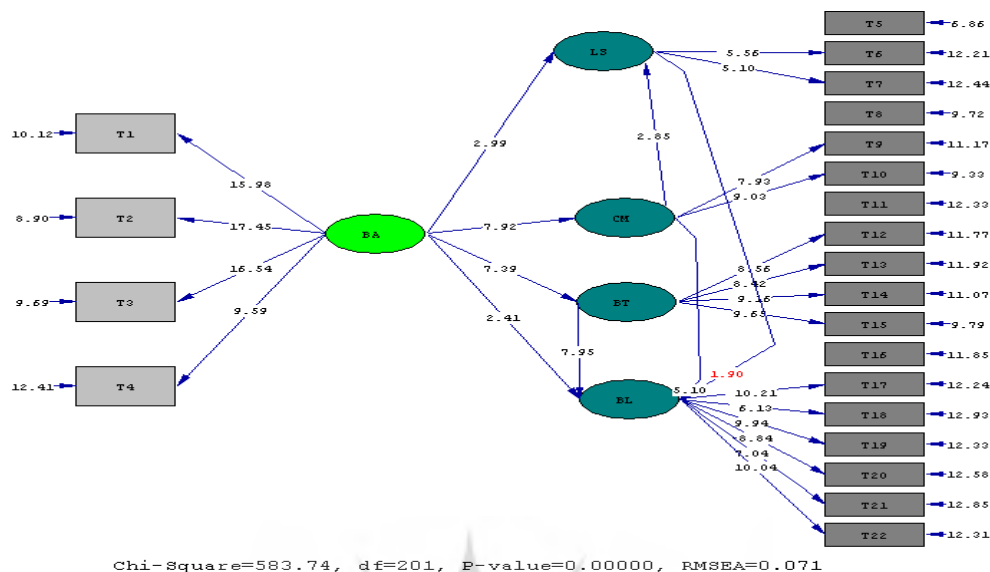 T5 6.86
LS 5.56 T6 12.21
5.10 T7 12.44
T8 9.72
10.12 T1 2.99 2.85 T9 11.17
7.93 T10 9.33
15.98 9.03
T11 12.33
8.90 T2 17.45 BA 7.92 CM
T12 11.77
16.54 7.39 8.56 T13 11.92
8.42
9.69 T3 9.59 2.41 BT 9.16 T14 11.07
9.65 T15 9.79
7.95 T16 11.85
1.90
12.41 T4 5.10 10.21 T17 12.24
BL 6.13 T18 12.93
9.94
8.84 T19 12.33
7.04 T20 12.58
10.04
T21 12.85
T22 12.31
Chi-Square=583.74, df=201, P-value=0.00000, RMSEA=0.071